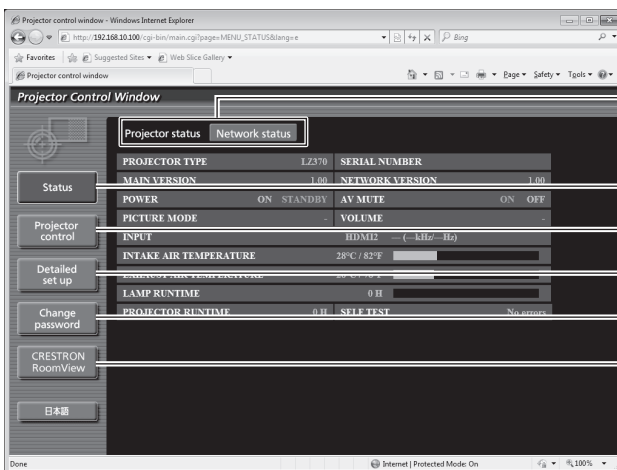 Projector control window - Windows Internet Explorer
http://192.168.10.100/cgi-bin/main.cgi?page=MENU_STATUS&lang=e
Bing
Favorites Suggested Sites Web Slice Gallery
Projector control window
Page Safety Tools
Projector Control Window
Projector status Network status
PROJECTOR TYPE LZ370 SERIAL NUMBER
MAIN VERSION 1.00 NETWORK VERSION 1.00
POWER ON STANDBY AV MUTE ON OFF
PICTURE MODE - VOLUME -
INPUT HDMI2 — (—kHz/—Hz)
INTAKE AIR TEMPERATURE 28°C / 82°F
LAMP RUNTIME 0 H
PROJECTOR RUNTIME 0 H SELF TEST No errors
Status
Projector
control
Detailed
set up
Change
password
CRESTRON
RoomView
日本語
Done
Internet | Protected Mode: On
100%